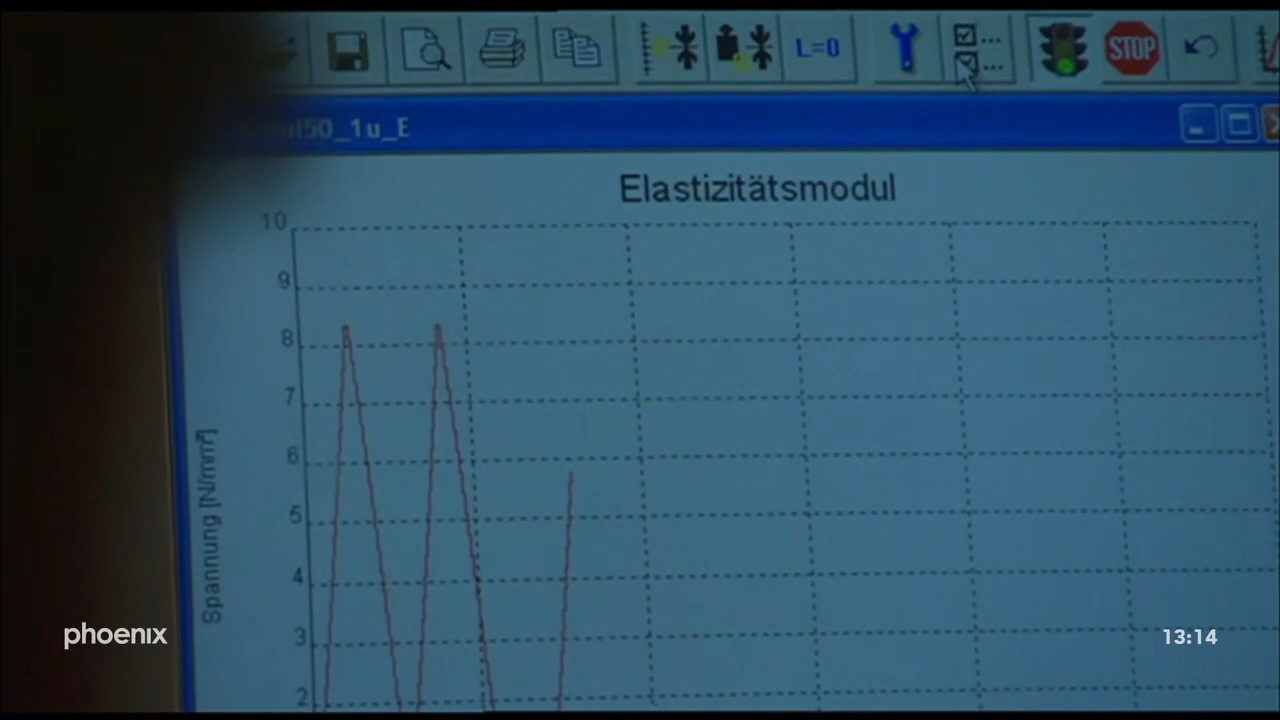 L=0
STOP
50_1u_E
Elastizitätsmodul
10
9
8
7
6
5
4
3
2
Spannung [N/mm²]
phoenix
13:14